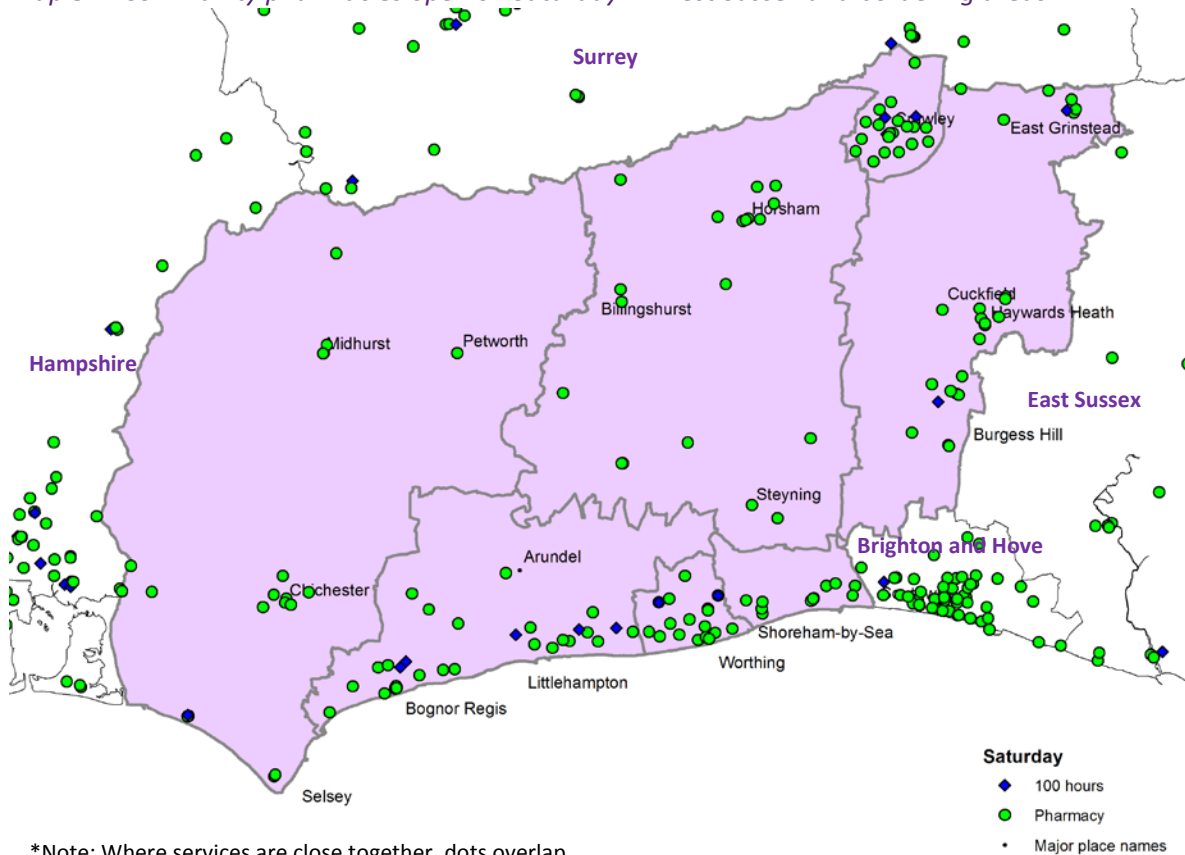 Surrey
Crawley
East Grinstead
Horsham
Cuckfield
Haywards Heath
Billingshurst
Midhurst
Petworth
Hampshire
East Sussex
Burgess Hill
Steyning
Brighton and Hove
Arundel
Chichester
Shoreham-by-Sea
Worthing
Littlehampton
Bognor Regis
Selsey
Saturday
100 hours
Pharmacy
Major place names
*Note: Where services are close together, dots overlap